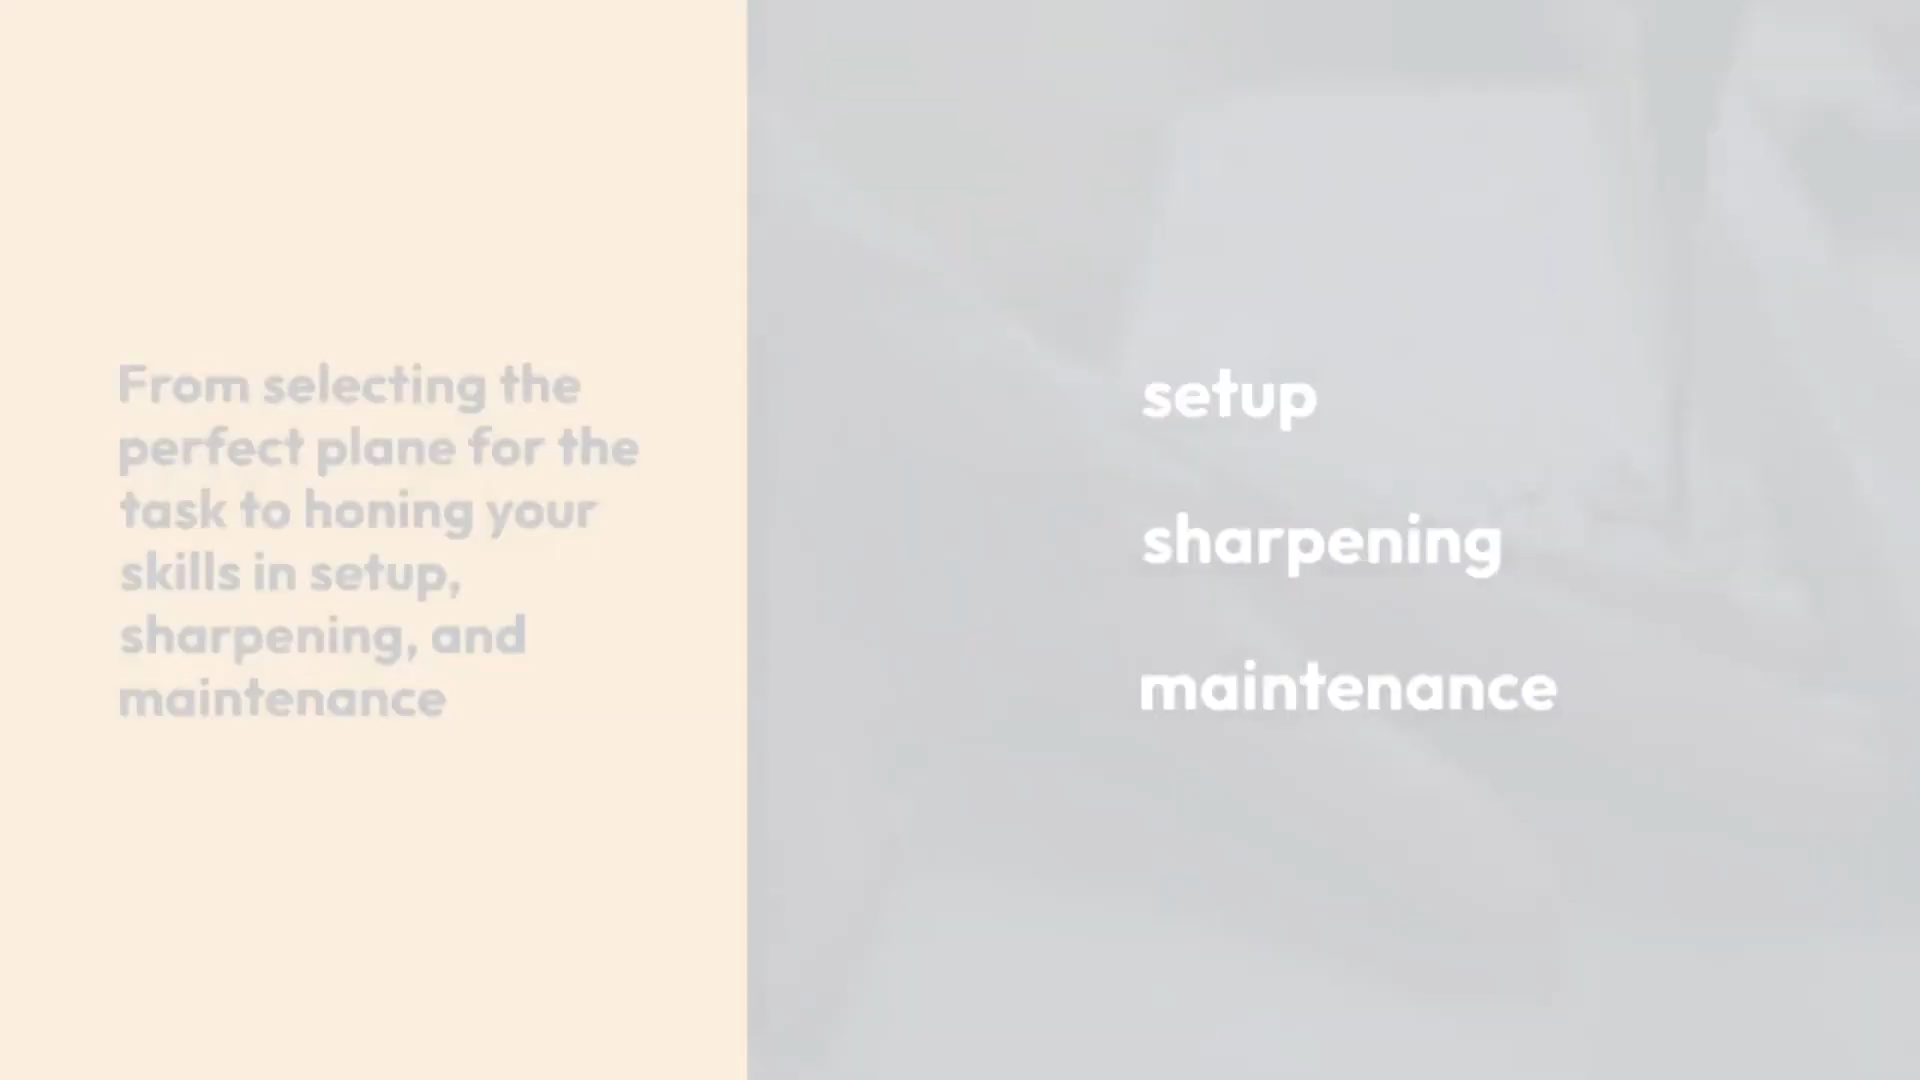 From selecting the
perfect plane for the
task to honing your
skills in setup,
sharpening, and
maintenance
setup
sharpening
maintenance